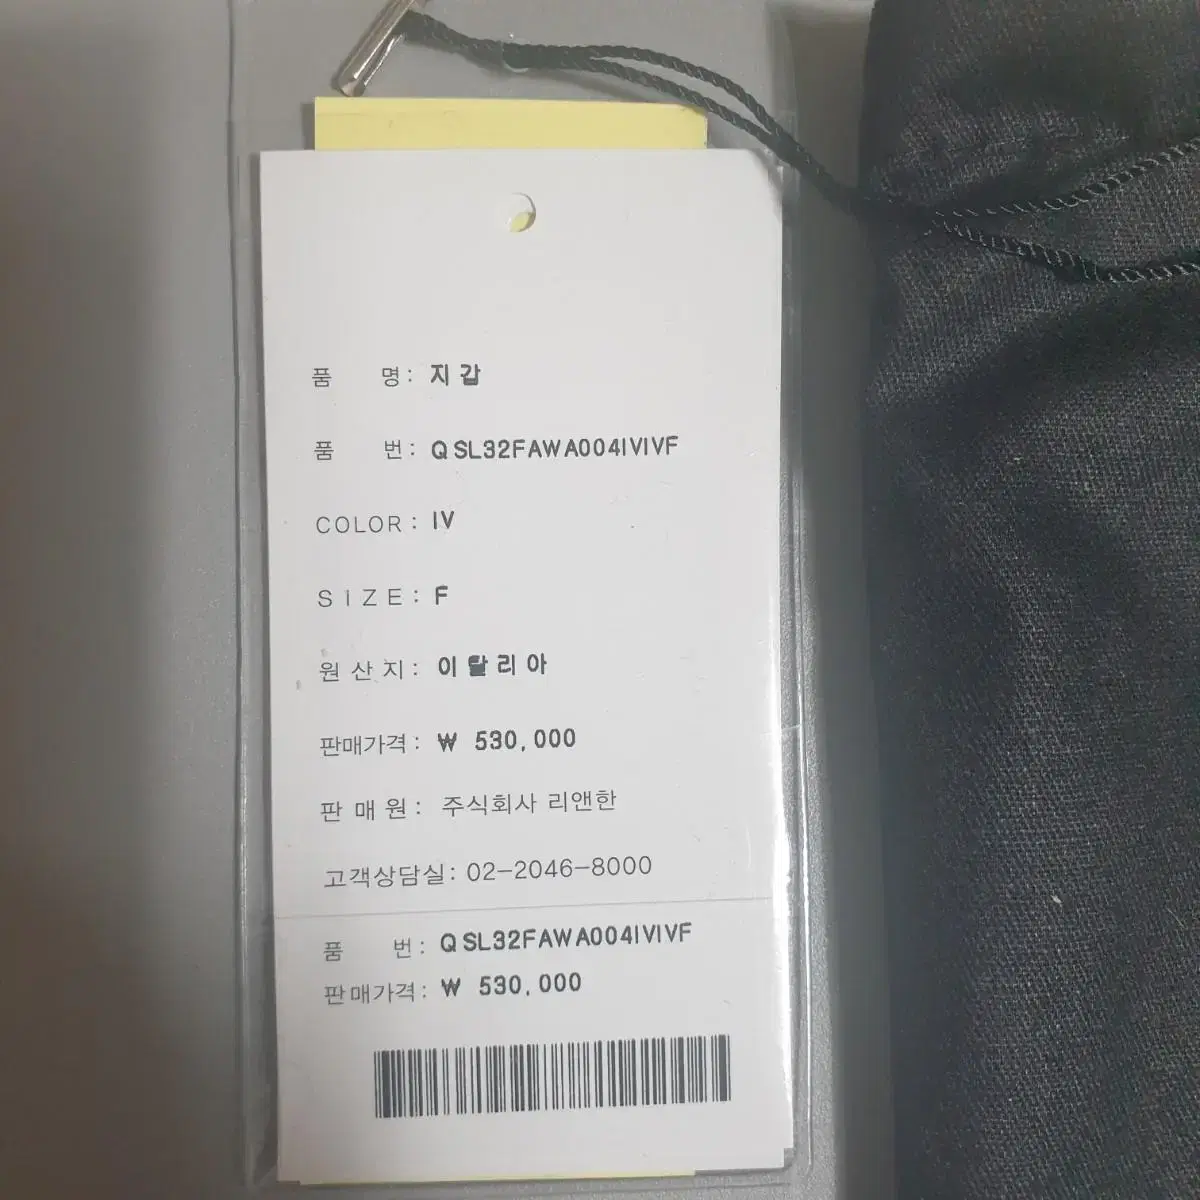 품 명: 지갑
품 번: QSL32FAWA004IVIVF
COLOR: IV
SIZE: F
원산지: 이탈리아
판매가격: ₩ 530,000
판매원: 주식회사 리앤한
고객상담실: 02-2046-8000
품 번: QSL32FAWA004IVIVF
판매가격: ₩ 530,000